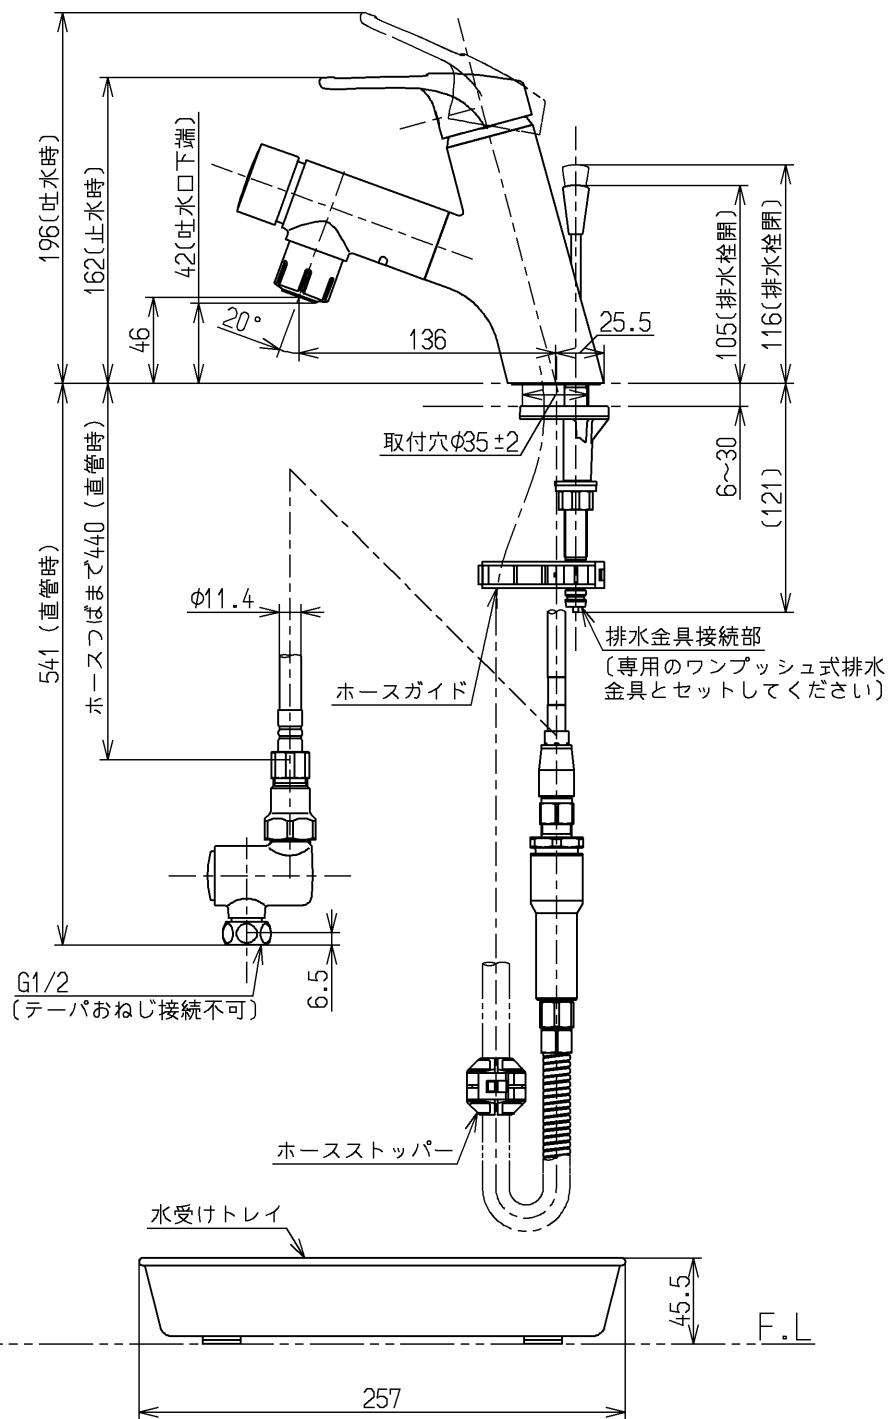 196(吐水時)
162(止水時)
42(吐水口下端)
46
20°
136
25.5
105(排水栓開)
116(排水栓閉)
取付穴φ35±2
6〜30
(121)
541 (直管時)
ホースつばまで440 (直管時)
φ11.4
ホースガイド
排水金具接続部
(専用のワンプッシュ式排水
金具とセットしてください)
G1/2
(テーパおねじ接続不可)
6.5
ホースストッパー
水受けトレイ
45.5
F.L
257